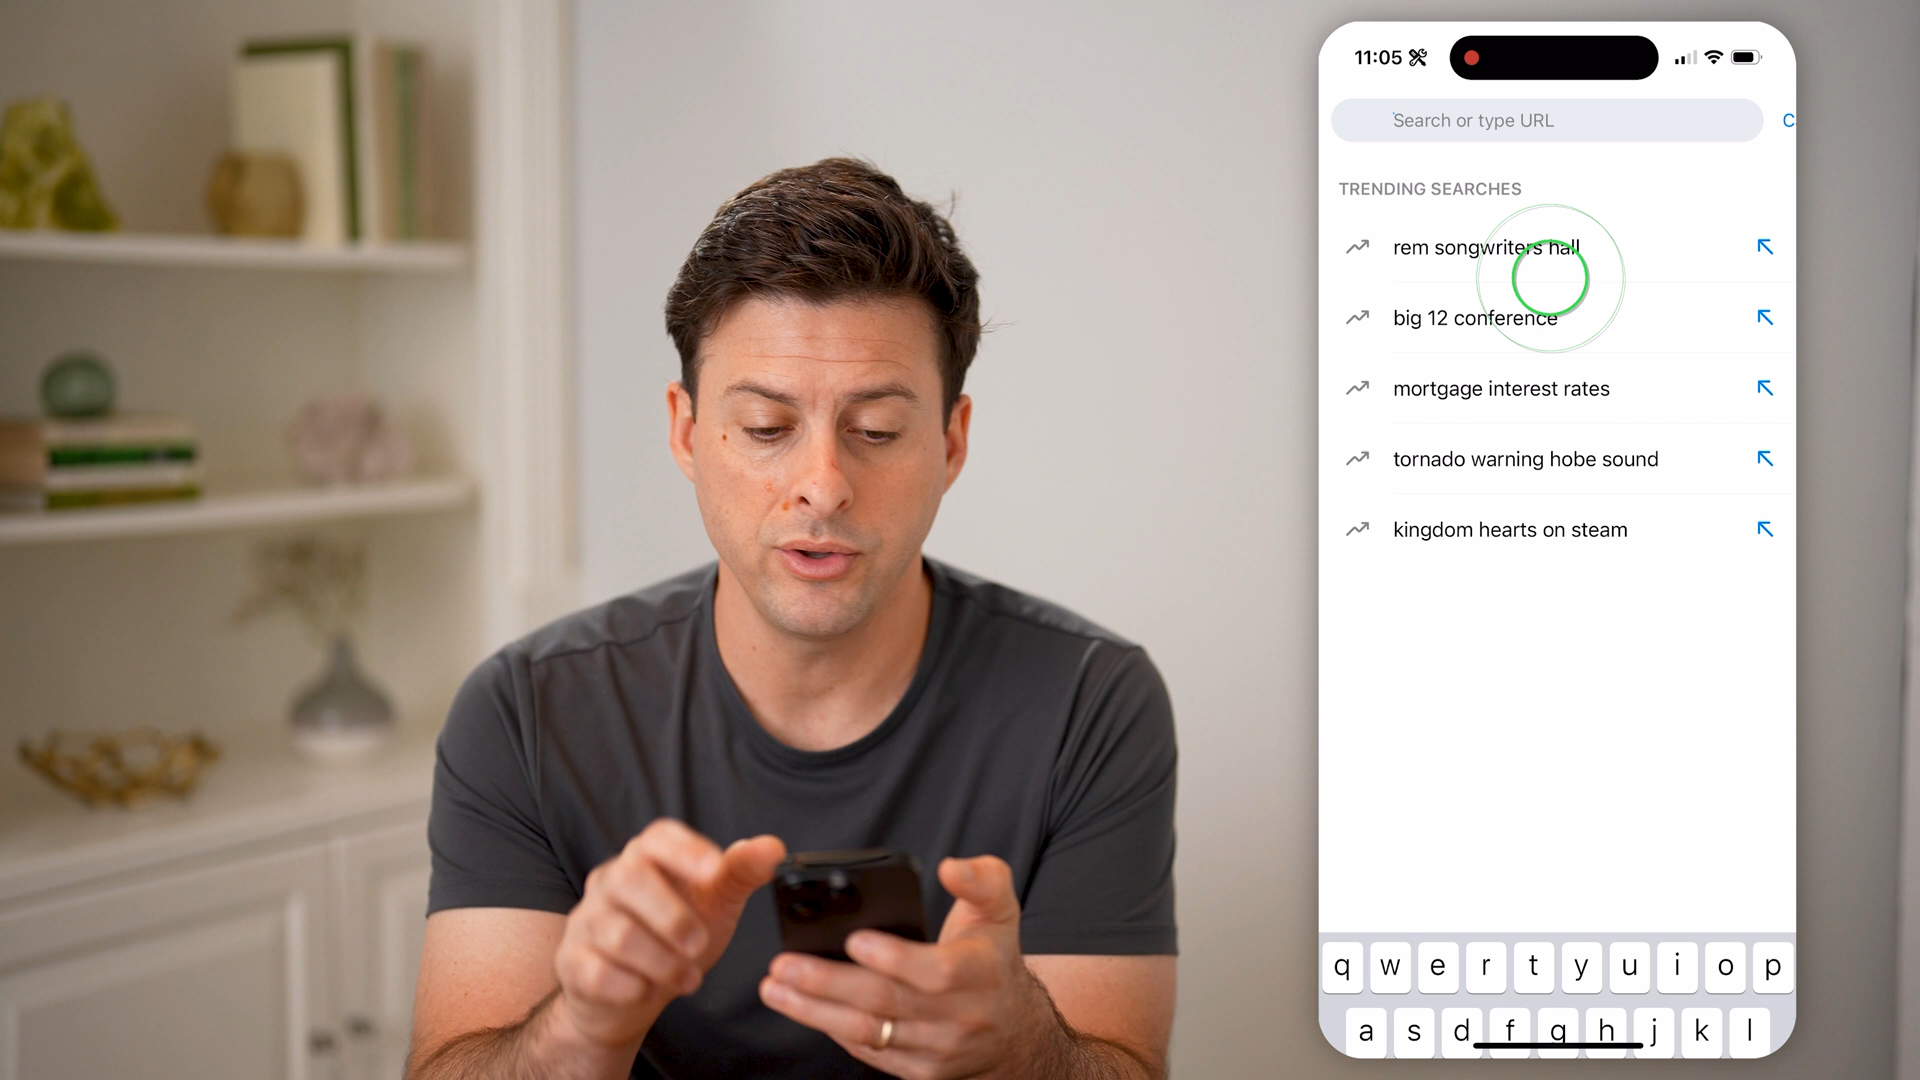 11:05
Search or type URL
C
TRENDING SEARCHES
rem songwriters hall
big 12 conference
mortgage interest rates
tornado warning hobe sound
kingdom hearts on steam
q w e r t y u i o p
a s d f g h j k l